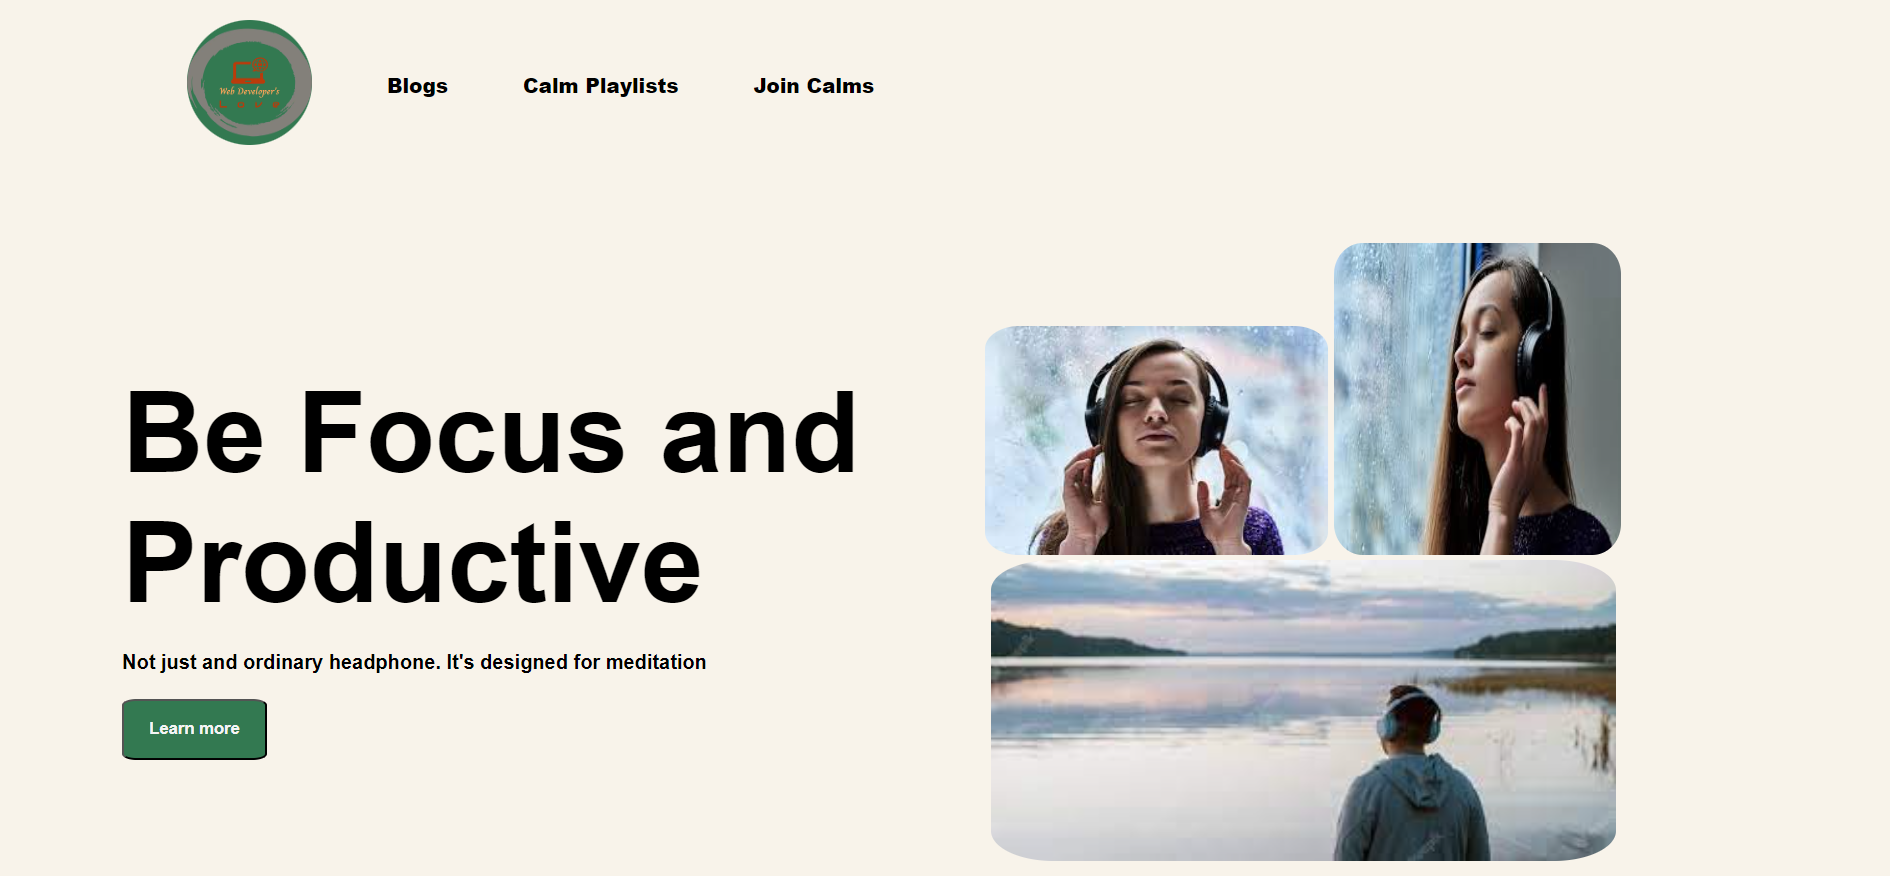 Web Developer's
Blogs
Calm Playlists
Join Calms
Be Focus and
Productive
Not just and ordinary headphone. It's designed for meditation
Learn more